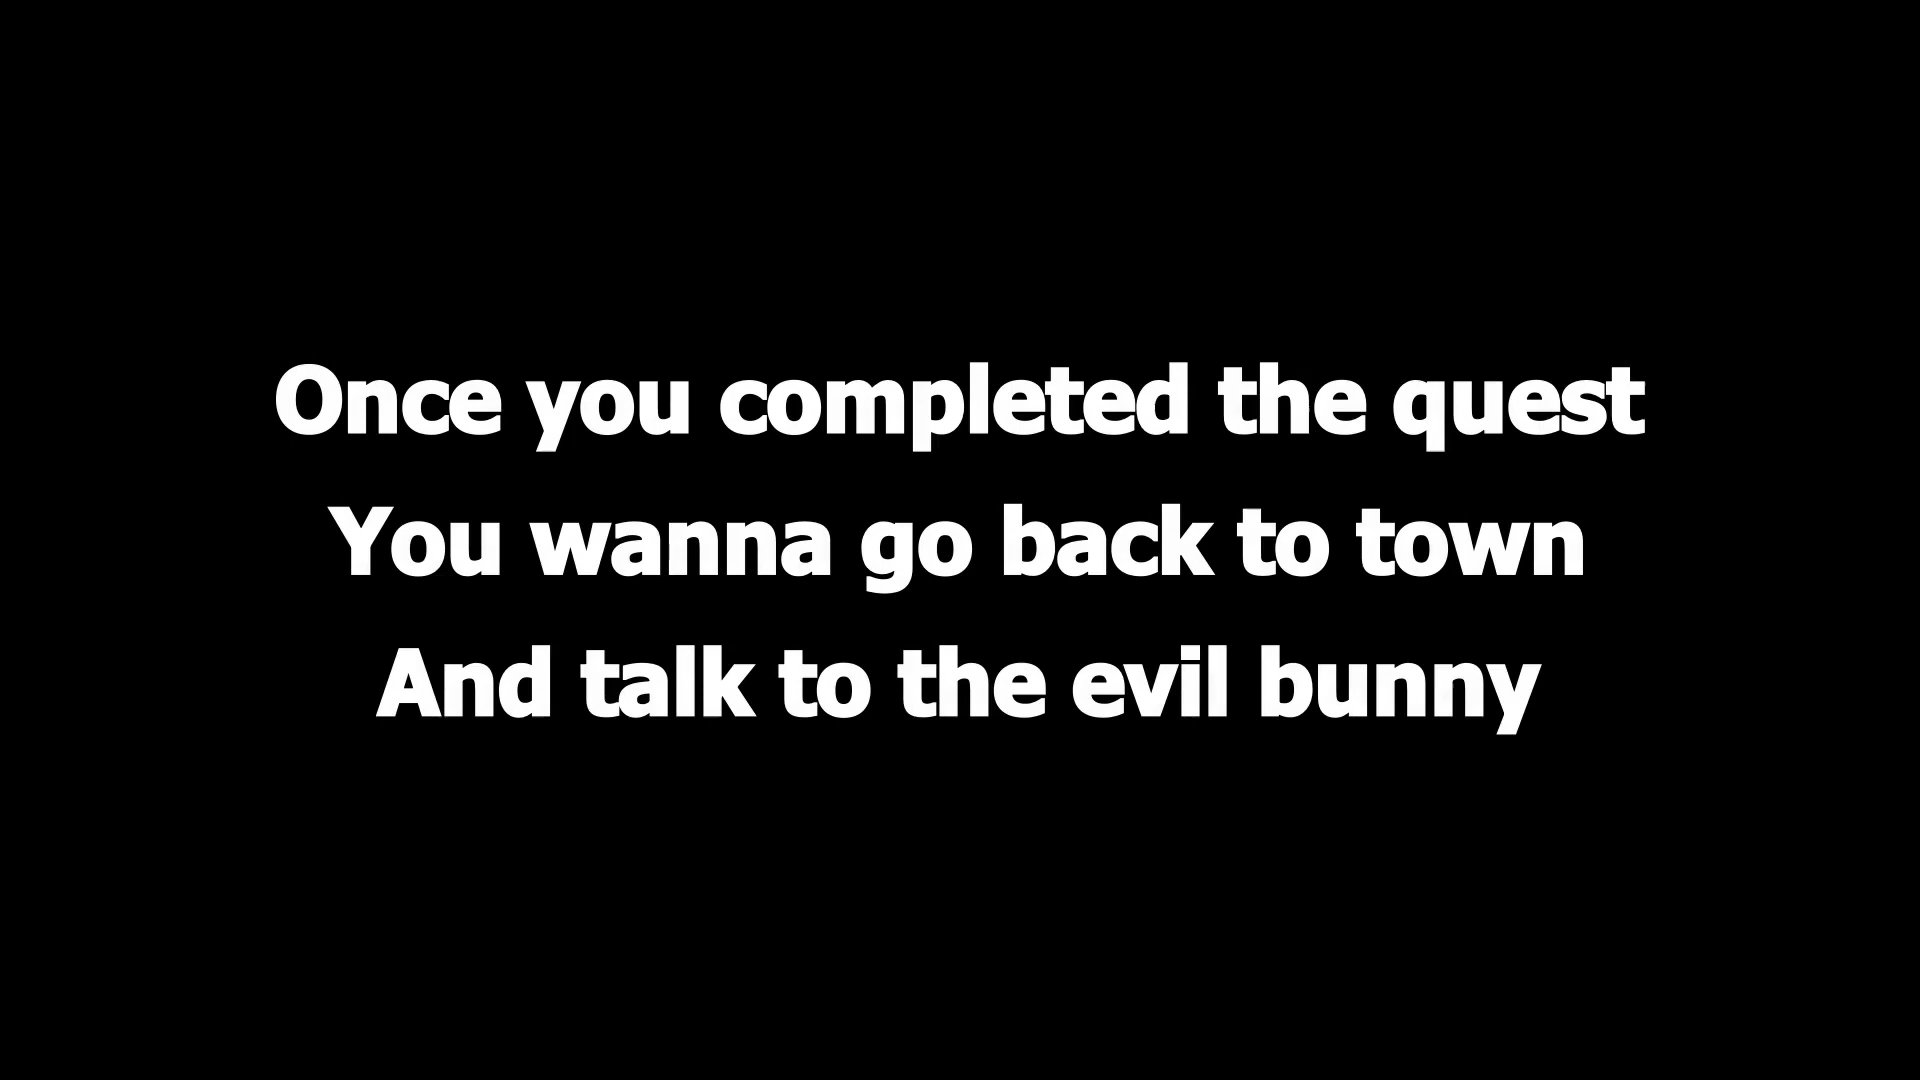 Once you completed the quest
You wanna go back to town
And talk to the evil bunny